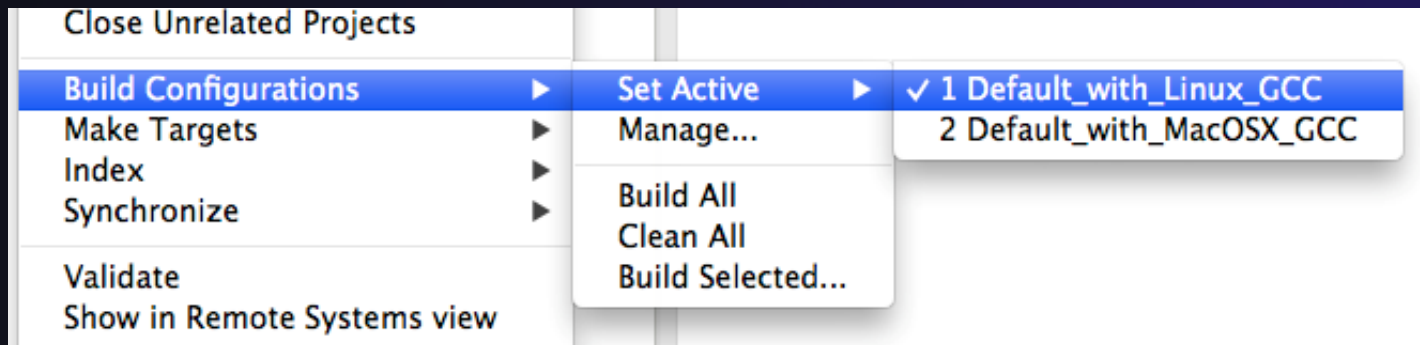 Close Unrelated Projects
Build Configurations
Make Targets
Index
Synchronize
Validate
Show in Remote Systems view
Set Active
Manage...
Build All
Clean All
Build Selected...
✓ 1 Default_with_Linux_GCC
2 Default_with_MacOSX_GCC